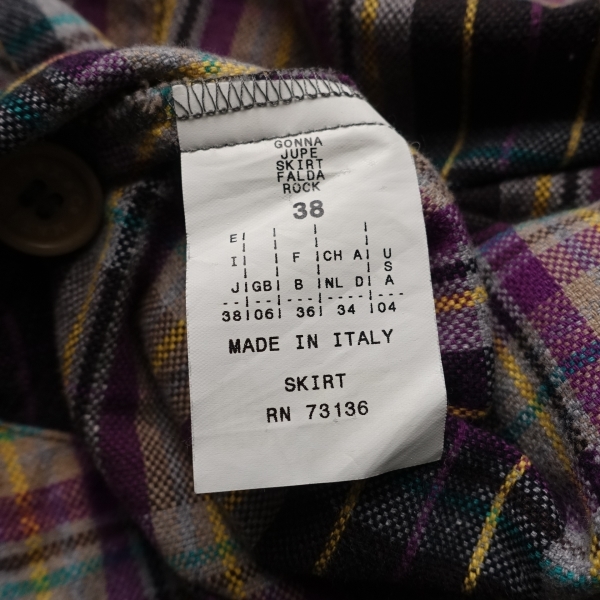 GONNA
JUPE
SKIRT
FALDA
ROCK
38
E
I F CH A U S A
J GB B NL D
38 06 36 34 04
MADE IN ITALY
SKIRT
RN 73136